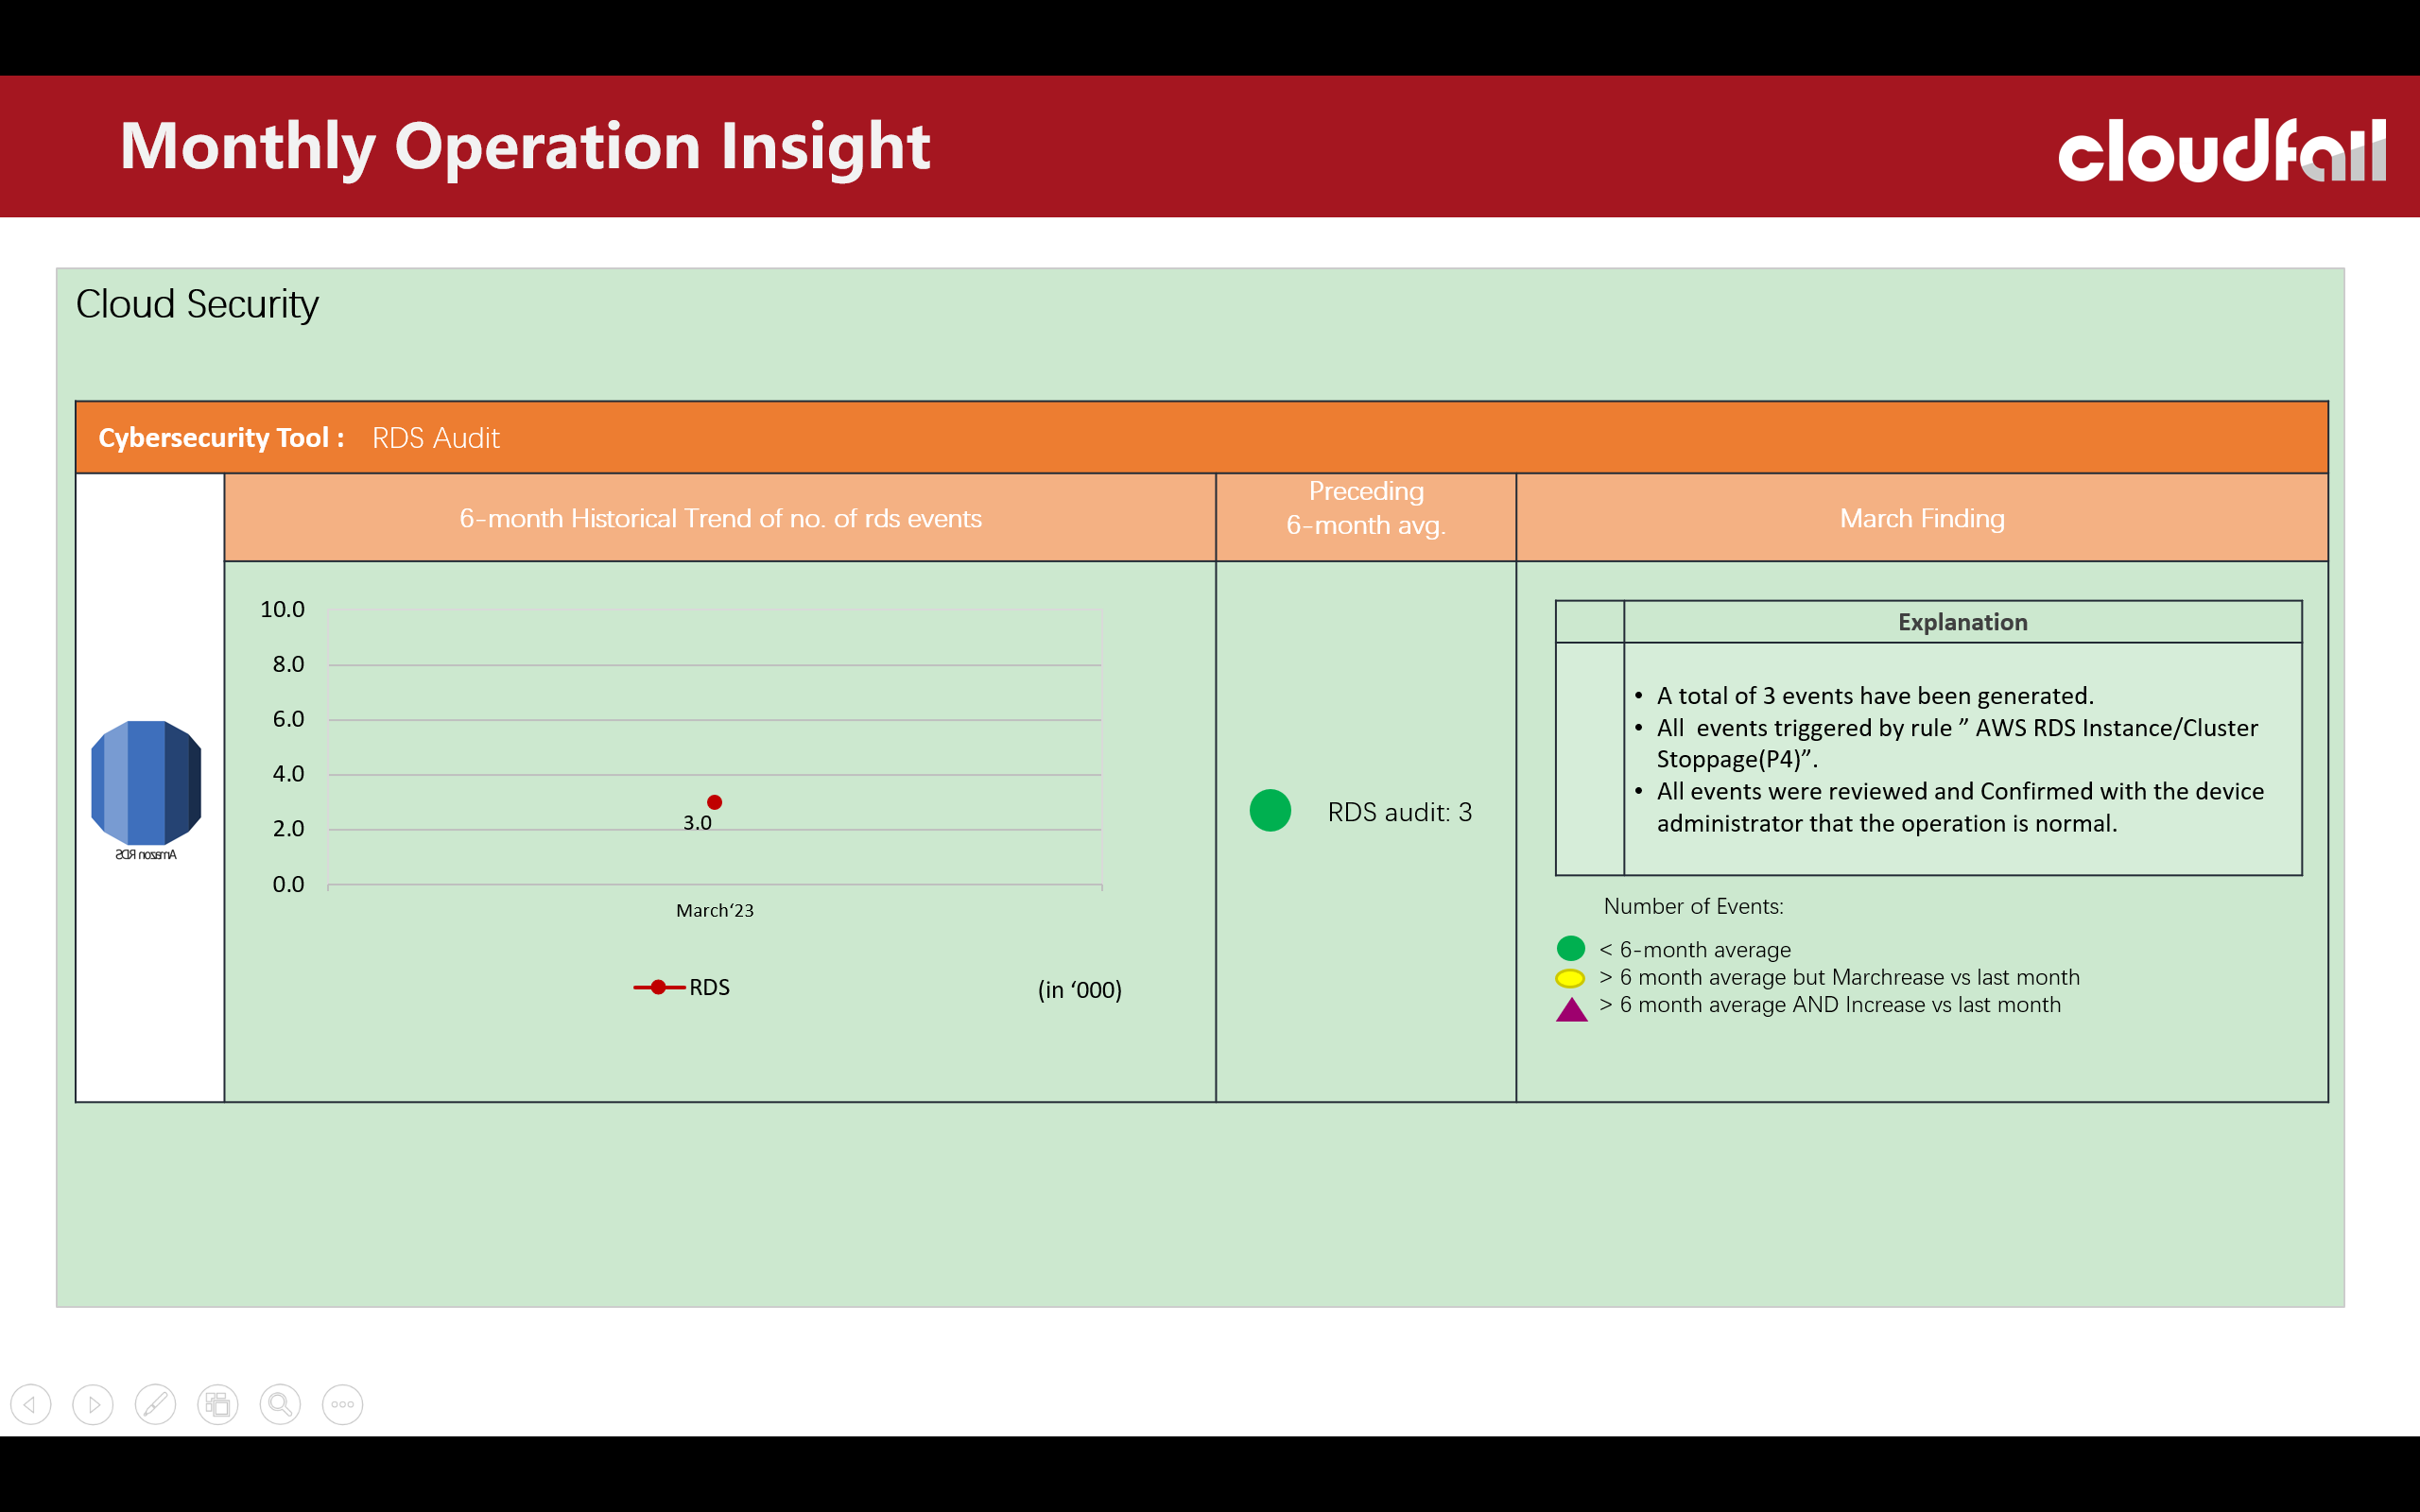 Monthly Operation Insight
cloudfall
Cloud Security
Cybersecurity Tool : RDS Audit
6-month Historical Trend of no. of rds events
Preceding
6-month avg.
March Finding
10.0
8.0
6.0
4.0
2.0
0.0
3.0
March‘23
RDS
(in ‘000)
Amazon RDS
RDS audit: 3
Explanation
• A total of 3 events have been generated.
• All  events triggered by rule ” AWS RDS Instance/Cluster
Stoppage(P4)”.
• All events were reviewed and Confirmed with the device
administrator that the operation is normal.
Number of Events:
< 6-month average
> 6 month average but Marchrease vs last month
> 6 month average AND Increase vs last month